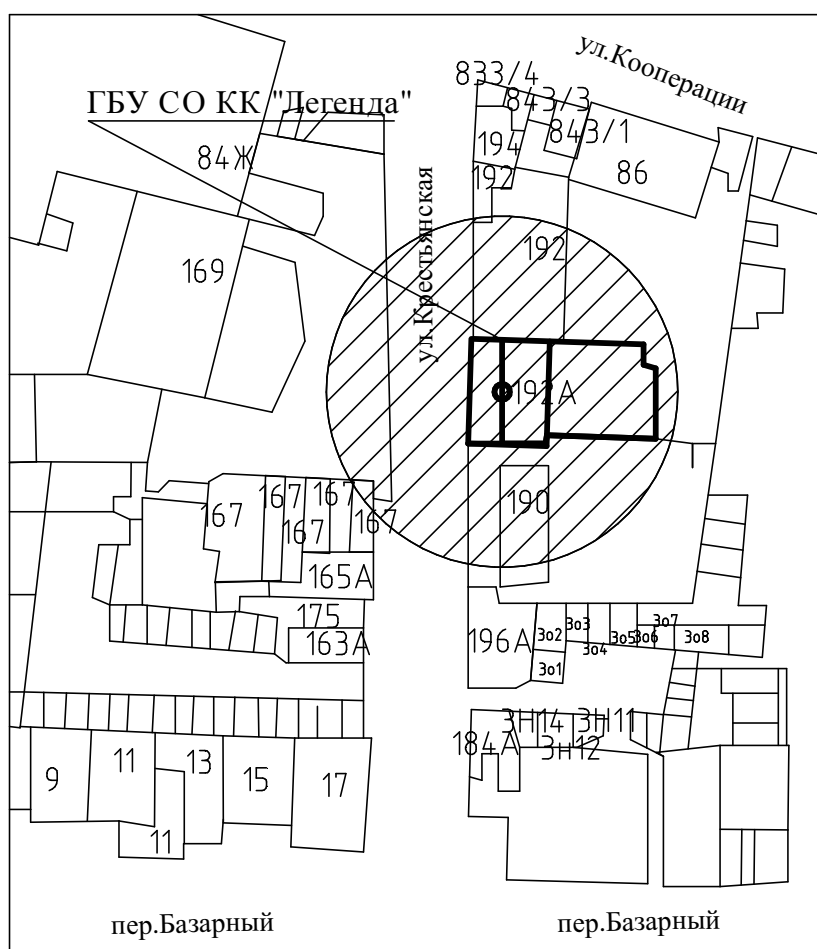 ул.Кооперации
833/4
ГБУ СО КК "Легенда"
843/3
843/1
194
84Ж
192
86
ул.Крестьянская
192
169
192А
167
167
167
190
167
167
165А
175
163А
196А
3о2
3о3
3о7
3о5
3о6
3о8
3о4
3о1
3Н14
3Н11
184А
3н12
9
11
13
15
17
11
пер.Базарный
пер.Базарный